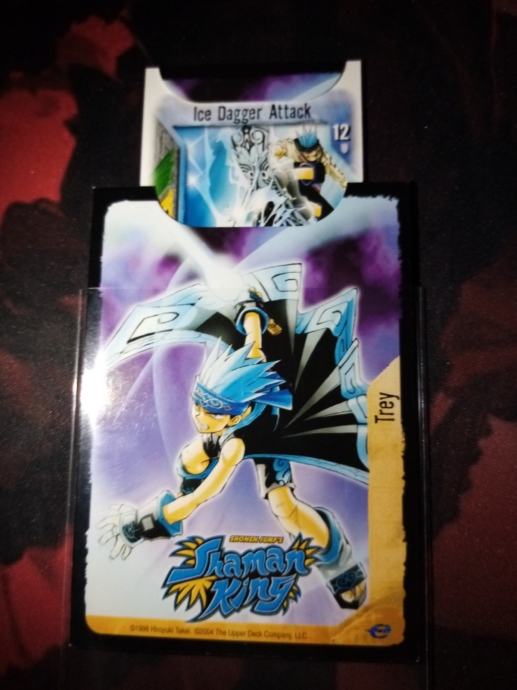 Ice Dagger Attack
12
Trey
SHONEN JUMP'S
Shaman
King
©1998 Hiroyuki Takei. ©2004 The Upper Deck Company, LLC.